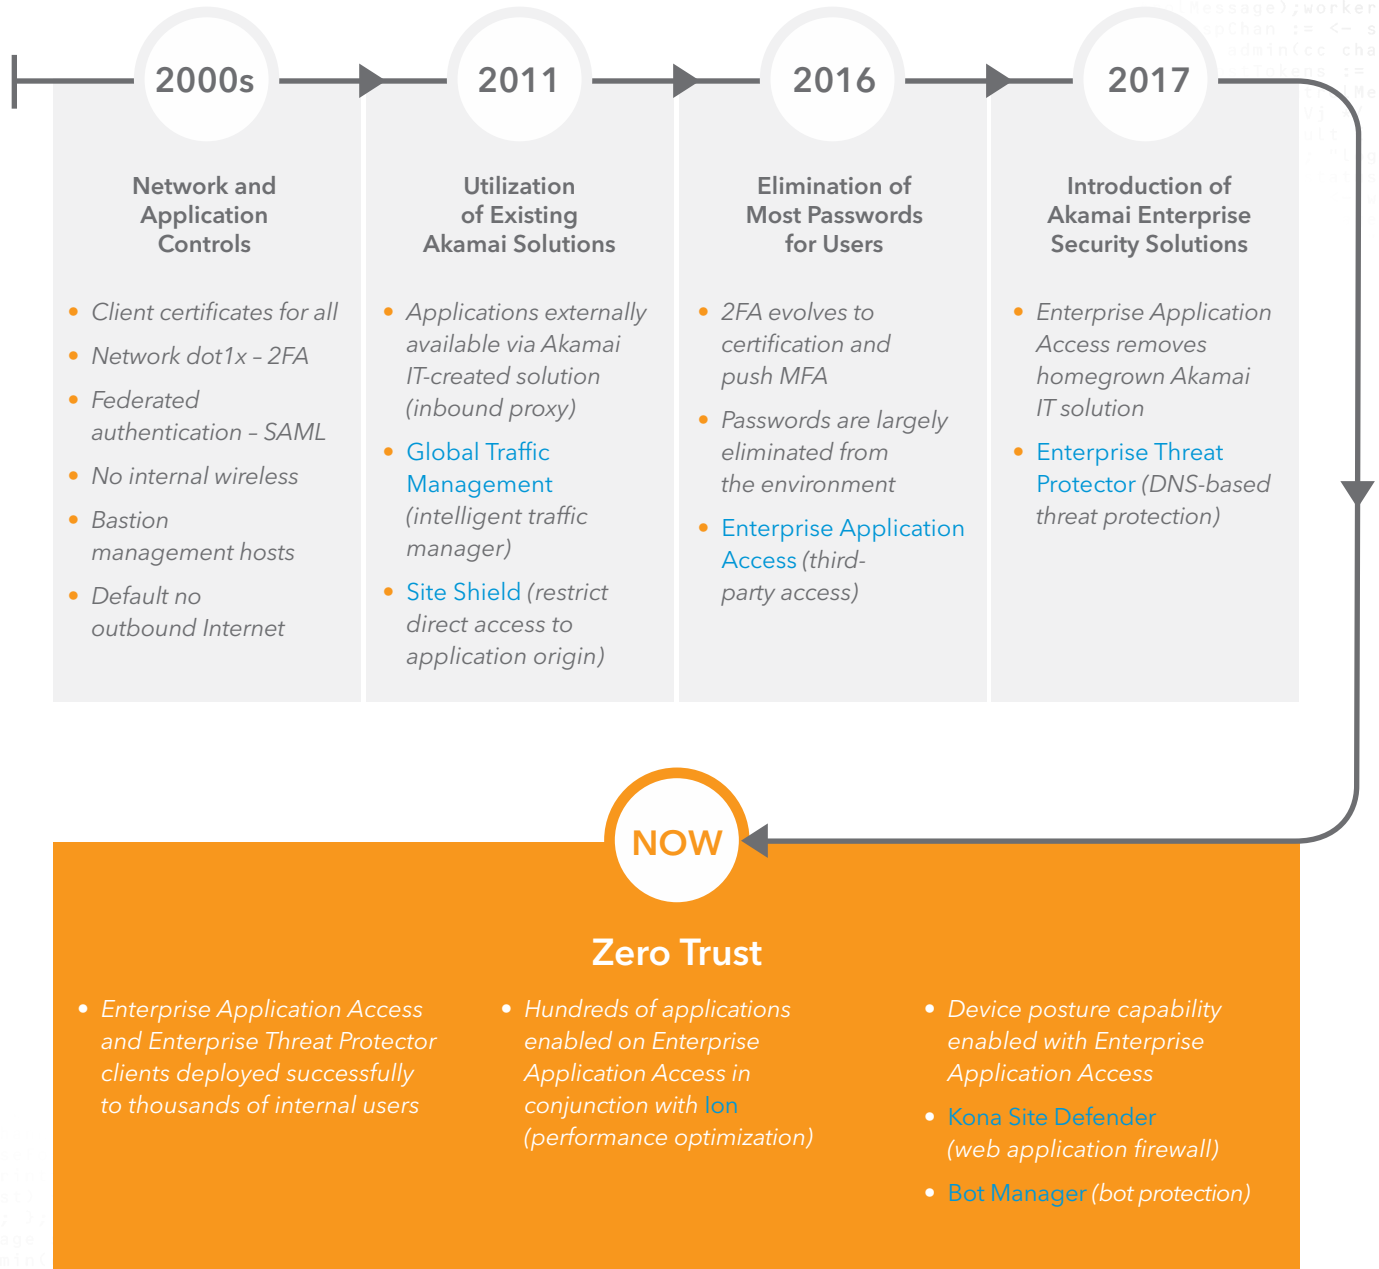 2000s
Network and
Application
Controls
• Client certificates for all
• Network dot1x – 2FA
• Federated
authentication – SAML
• No internal wireless
• Bastion
management hosts
• Default no
outbound Internet
2011
Utilization
of Existing
Akamai Solutions
• Applications externally
available via Akamai
IT-created solution
(inbound proxy)
• Global Traffic
Management
(intelligent traffic
manager)
• Site Shield (restrict
direct access to
application origin)
2016
Elimination of
Most Passwords
for Users
• 2FA evolves to
certification and
push MFA
• Passwords are largely
eliminated from
the environment
• Enterprise Application
Access (third-
party access)
2017
Introduction of
Akamai Enterprise
Security Solutions
• Enterprise Application
Access removes
homegrown Akamai
IT solution
• Enterprise Threat
Protector (DNS-based
threat protection)
NOW
Zero Trust
• Enterprise Application Access
and Enterprise Threat Protector
clients deployed successfully
to thousands of internal users
• Hundreds of applications
enabled on Enterprise
Application Access in
conjunction with Ion
(performance optimization)
• Device posture capability
enabled with Enterprise
Application Access
• Kona Site Defender
(web application firewall)
• Bot Manager (bot protection)